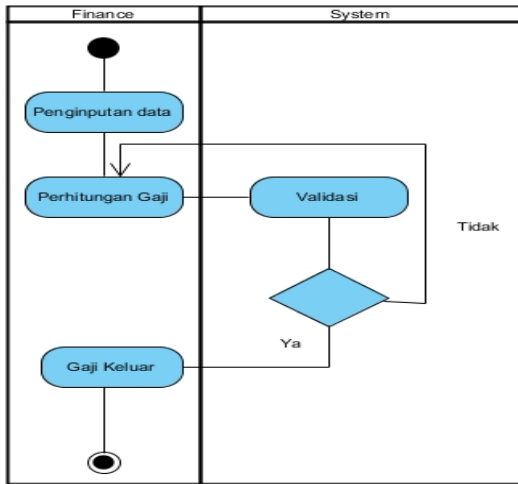 Finance
System
Penginputan data
Perhitungan Gaji
Validasi
Tidak
Ya
Gaji Keluar